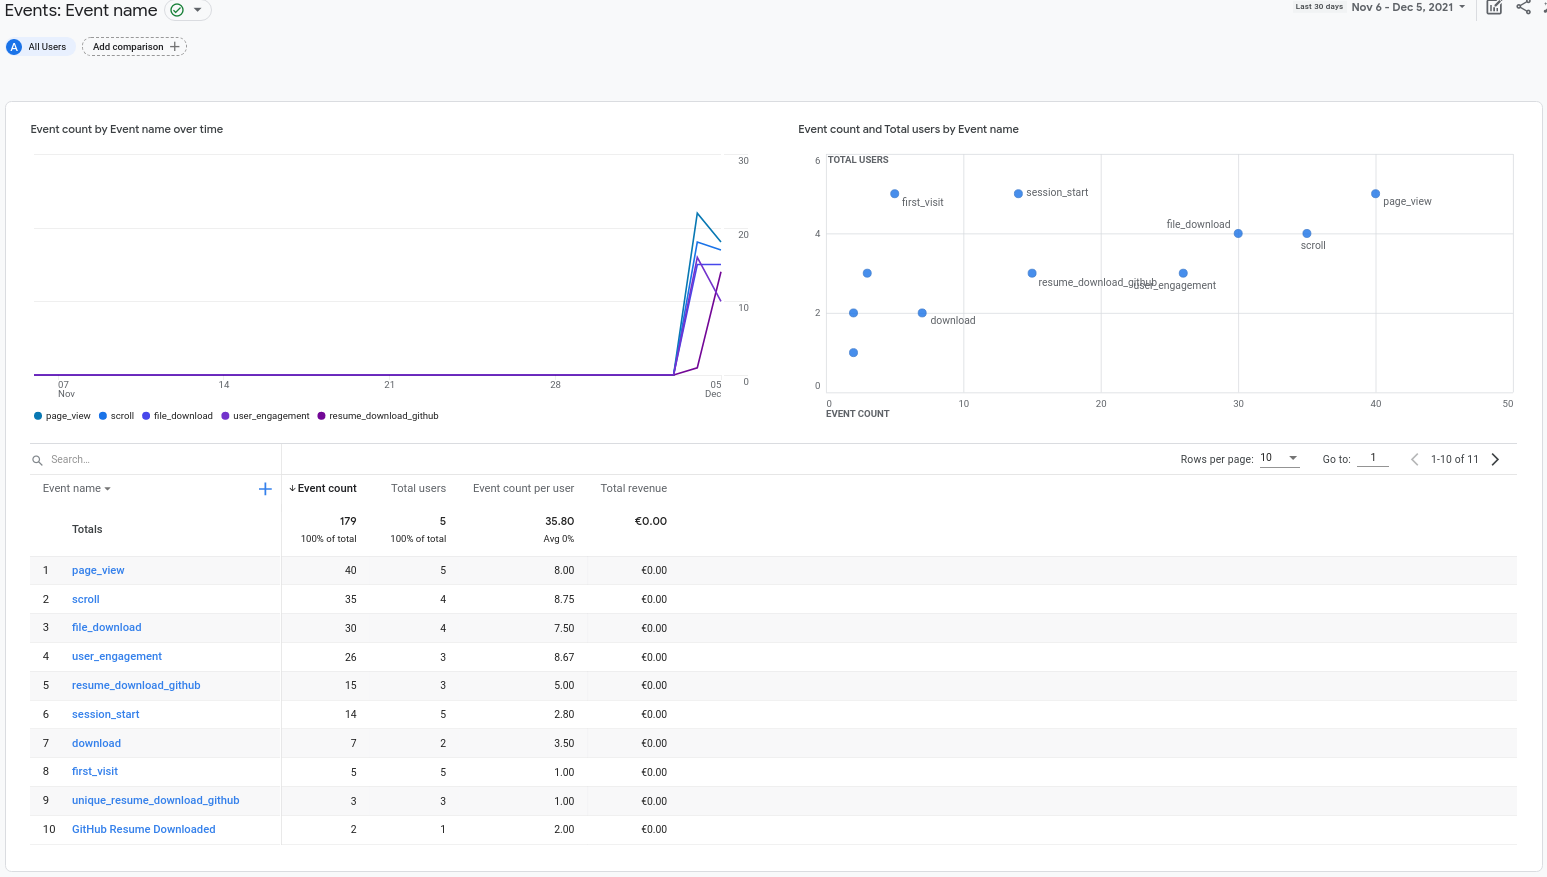 Events: Event name
Last 30 days Nov 6 - Dec 5, 2021
A All Users Add comparison
Event count by Event name over time
30
20
10
0
07 14 21 28 05
Nov Dec
page_view scroll file_download user_engagement resume_download_github
Event count and Total users by Event name
6 TOTAL USERS
first_visit session_start page_view
4 file_download scroll
resume_download_github user_engagement
2 download
0
0 10 20 30 40 50
EVENT COUNT
Search...
Rows per page: 10 Go to: 1 1-10 of 11
Event name Event count Total users Event count per user Total revenue
Totals 179 5 35.80 €0.00
100% of total 100% of total Avg 0%
1 page_view 40 5 8.00 €0.00
2 scroll 35 4 8.75 €0.00
3 file_download 30 4 7.50 €0.00
4 user_engagement 26 3 8.67 €0.00
5 resume_download_github 15 3 5.00 €0.00
6 session_start 14 5 2.80 €0.00
7 download 7 2 3.50 €0.00
8 first_visit 5 5 1.00 €0.00
9 unique_resume_download_github 3 3 1.00 €0.00
10 GitHub Resume Downloaded 2 1 2.00 €0.00